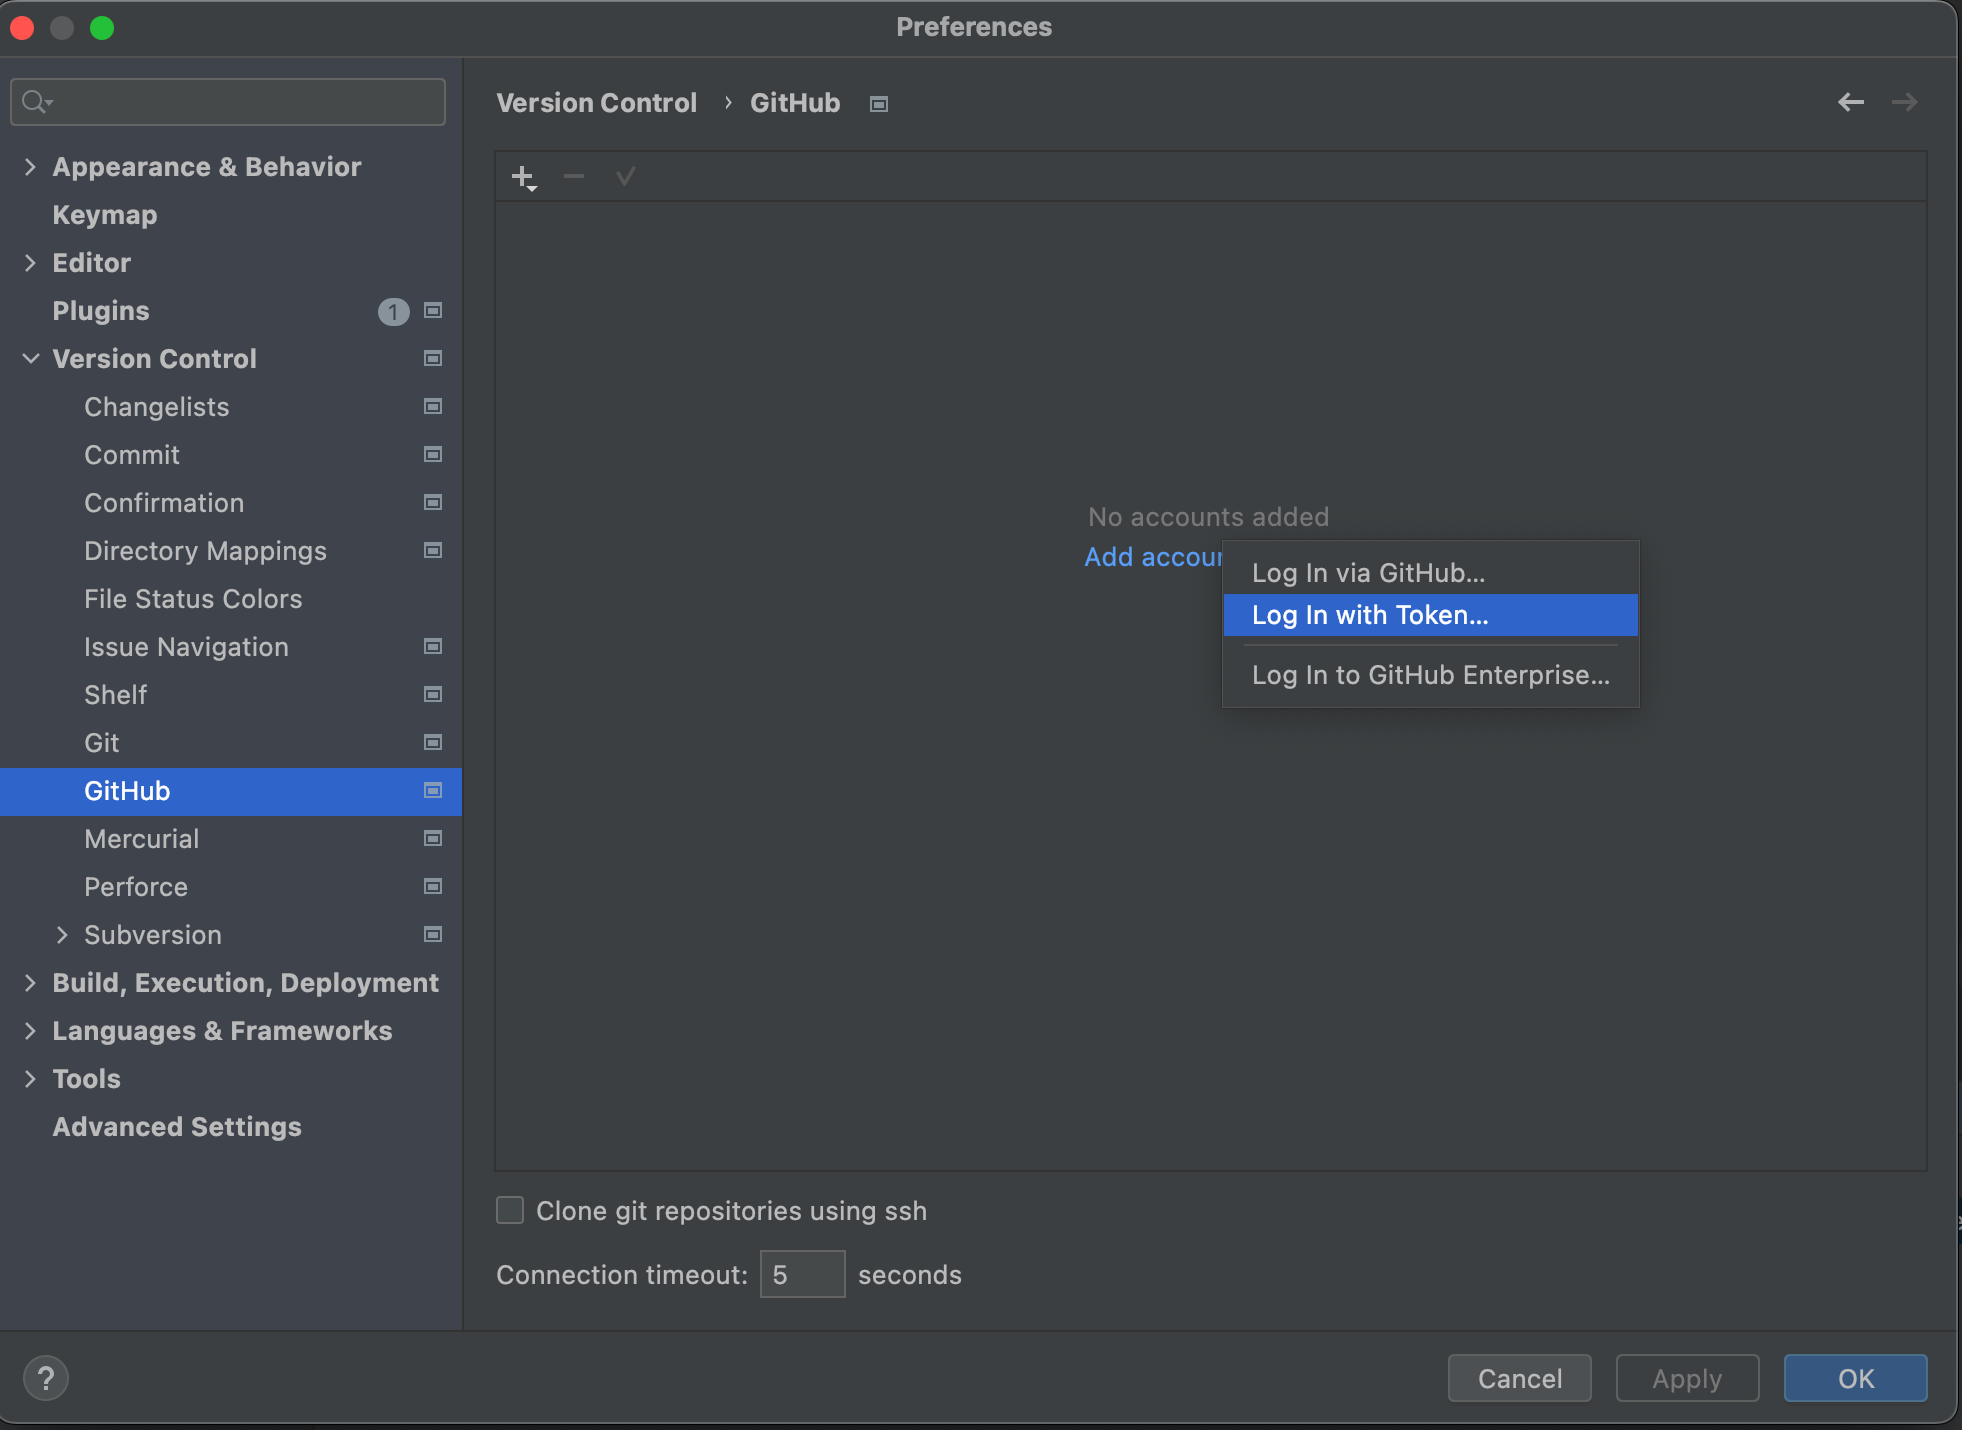 Preferences
Version Control › GitHub
Appearance & Behavior
Keymap
Editor
Plugins 1
Version Control
Changelists
Commit
Confirmation
Directory Mappings
File Status Colors
Issue Navigation
Shelf
Git
GitHub
Mercurial
Perforce
Subversion
Build, Execution, Deployment
Languages & Frameworks
Tools
Advanced Settings
No accounts added
Add accoun
Log In via GitHub...
Log In with Token...
Log In to GitHub Enterprise...
Clone git repositories using ssh
Connection timeout: 5 seconds
?
Cancel
Apply
OK